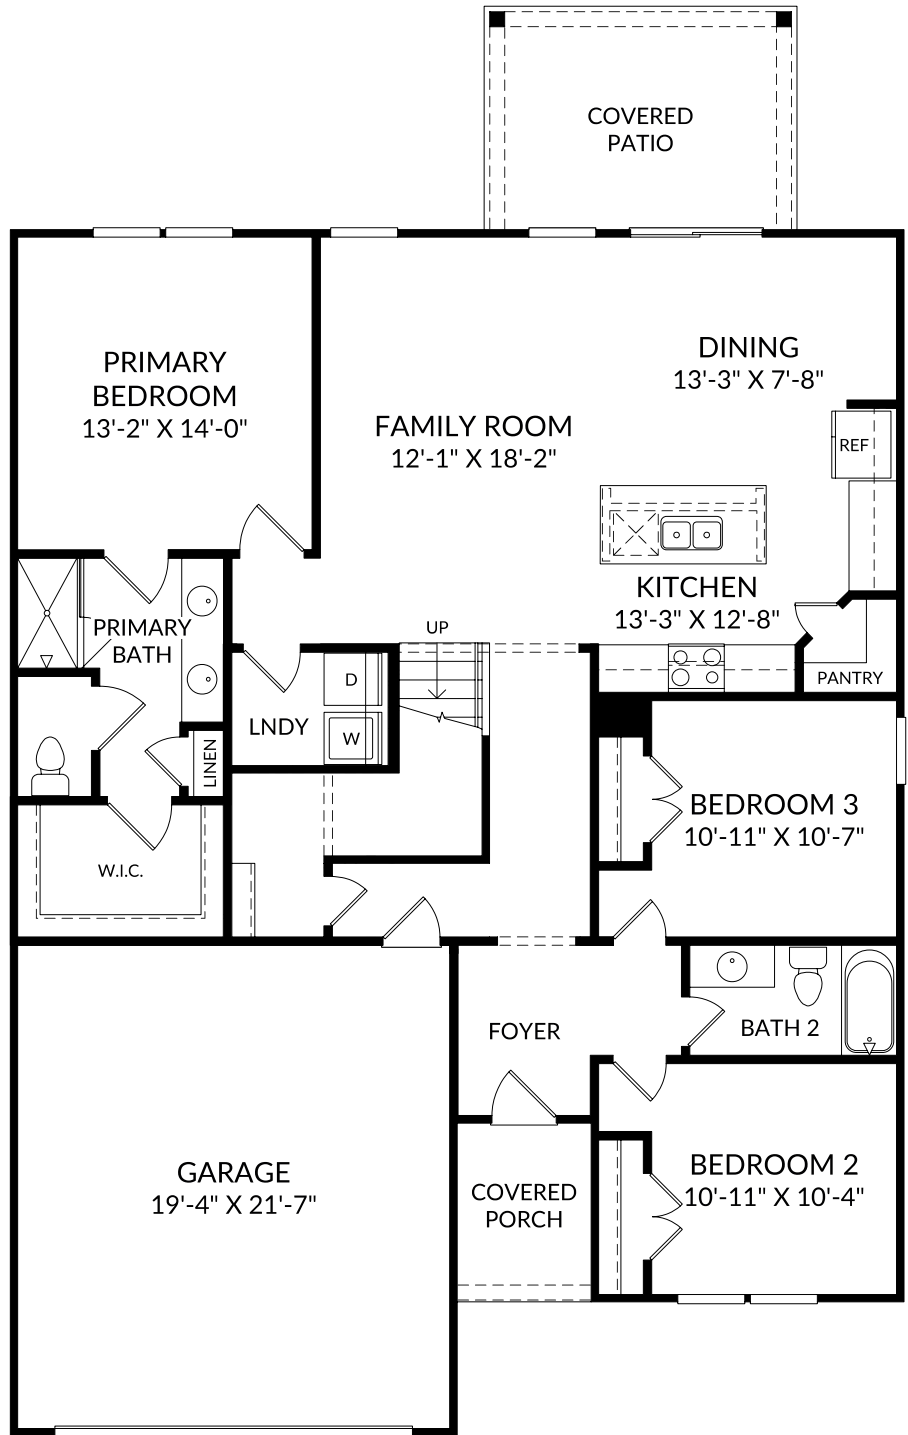 COVERED
PATIO
PRIMARY
BEDROOM
13'-2" X 14'-0"
DINING
13'-3" X 7'-8"
FAMILY ROOM
12'-1" X 18'-2"
REF
KITCHEN
13'-3" X 12'-8"
PRIMARY
BATH
UP
PANTRY
D
LNDY
W
LINEN
BEDROOM 3
10'-11" X 10'-7"
W.I.C.
FOYER
BATH 2
GARAGE
19'-4" X 21'-7"
COVERED
PORCH
BEDROOM 2
10'-11" X 10'-4"